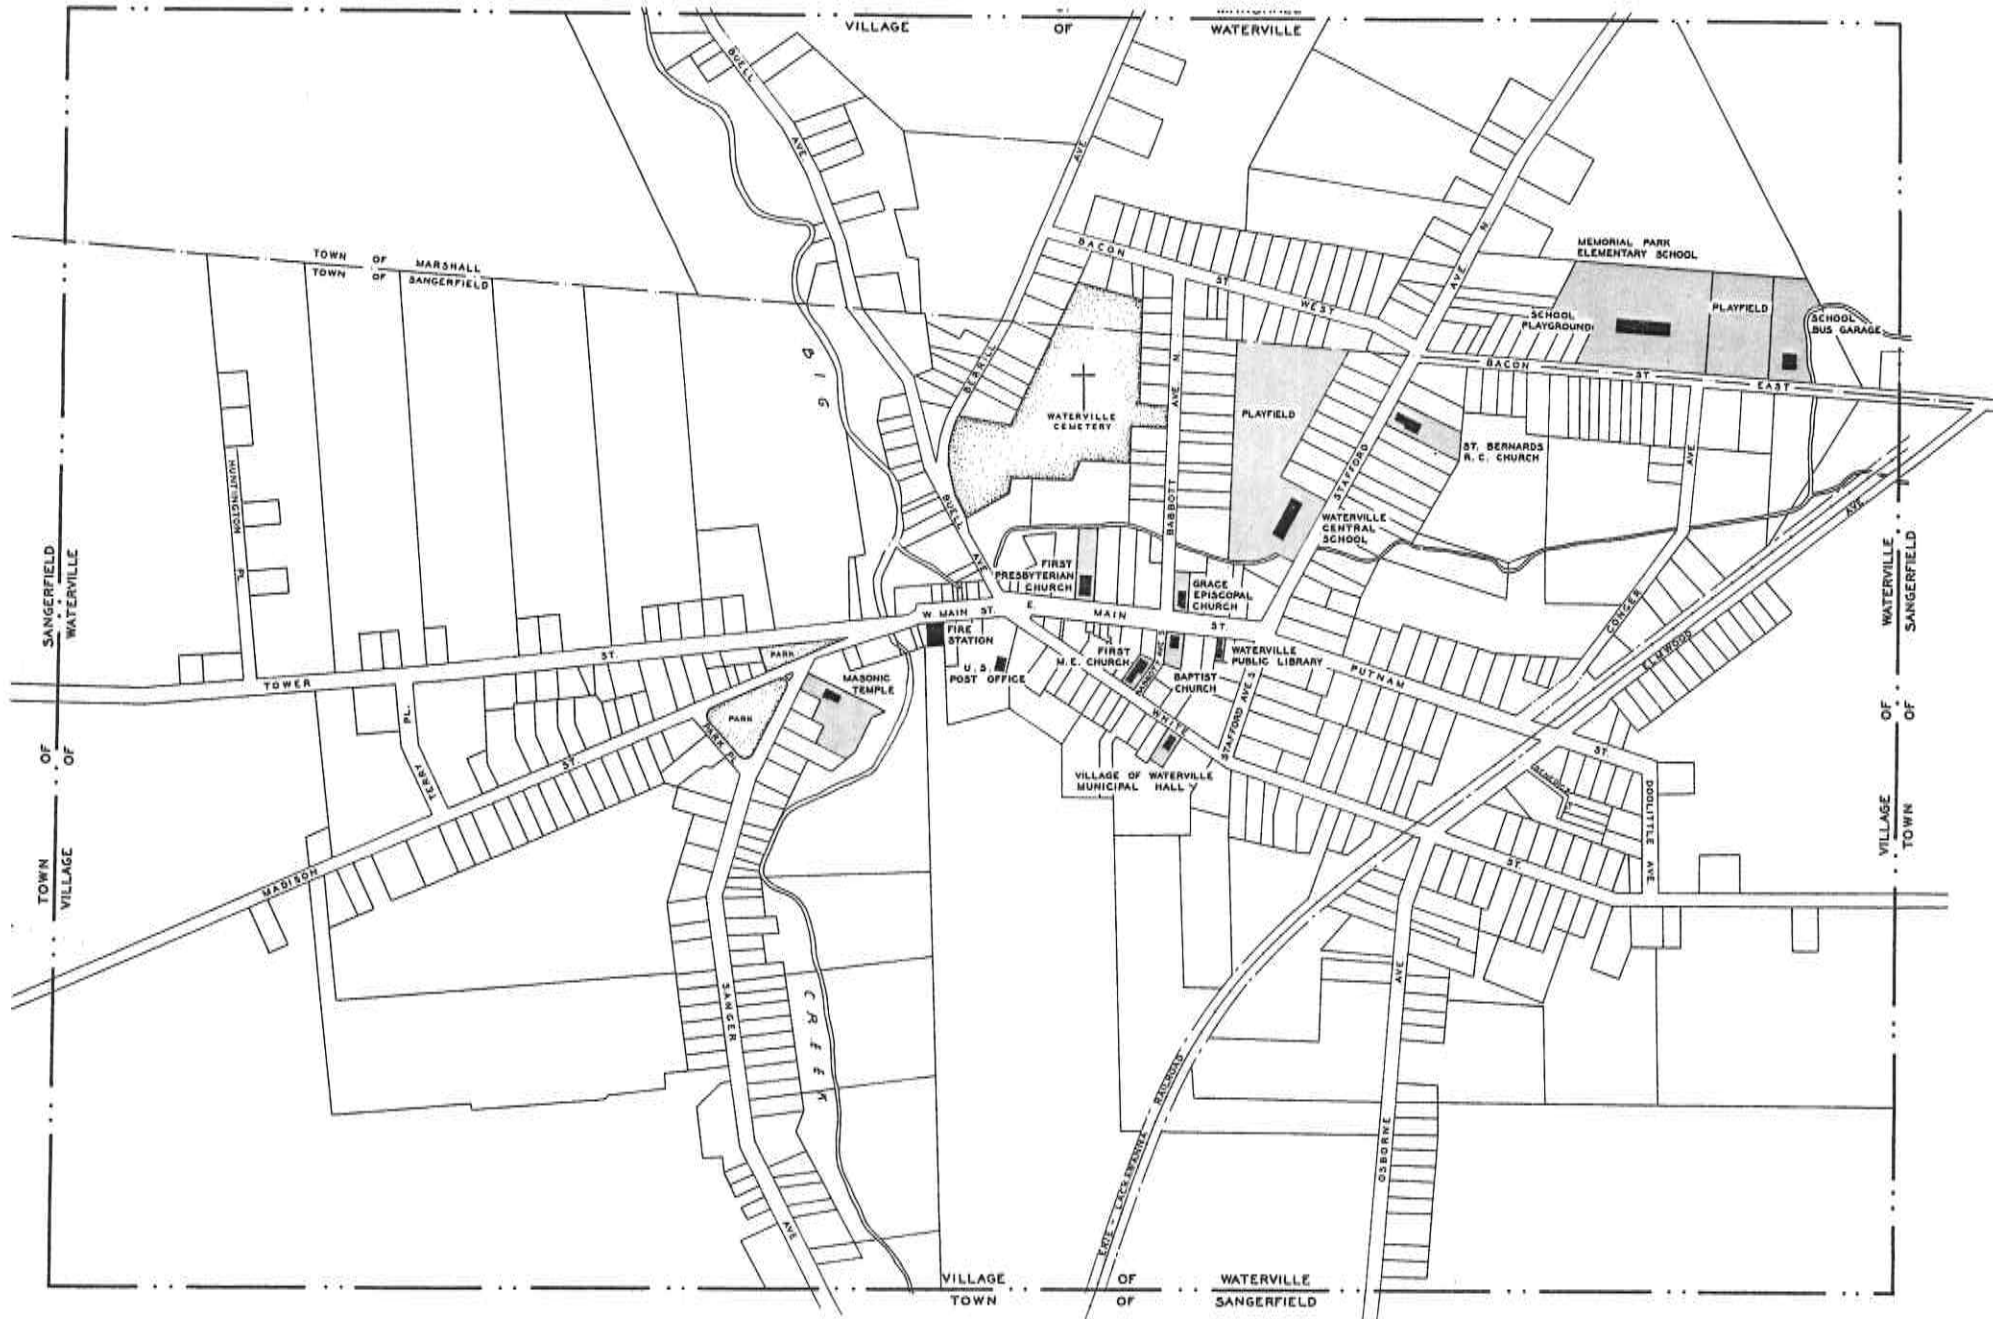 VILLAGE OF WATERVILLE
BUELL
AVE.
AVE
TOWN OF MARSHALL
TOWN OF SANGERFIELD
BIG
BERRILL
BACON
ST
WEST
AVE N.
MEMORIAL PARK
ELEMENTARY SCHOOL
SCHOOL
PLAYGROUND
PLAYFIELD
SCHOOL
BUS GARAGE
BACON
ST
EAST
WATERVILLE
CEMETERY
AVE N.
BABBOTT
PLAYFIELD
STAFFORD
ST. BERNARDS
R. C. CHURCH
AVE
CONGER
AVE
ELMWOOD
HUNTINGTON
PL.
BUELL
AVE
WATERVILLE
CENTRAL
SCHOOL
FIRST
PRESBYTERIAN
CHURCH
GRACE
EPISCOPAL
CHURCH
TOWN OF SANGERFIELD
VILLAGE OF WATERVILLE
VILLAGE OF WATERVILLE
TOWN OF SANGERFIELD
W MAIN ST.
E. MAIN ST.
FIRE
STATION
U. S.
POST OFFICE
FIRST
M. E. CHURCH
BABBOTT AVE S
BAPTIST
CHURCH
WATERVILLE
PUBLIC LIBRARY
STAFFORD AVE S
PUTNAM
ST
TOWER
ST.
PARK
MASONIC
TEMPLE
PARK
PARK PL.
TERRY
PL.
MADISON
ST
WHITE
ST
VILLAGE OF WATERVILLE
MUNICIPAL HALL
DOOLITTLE AVE
SANGER
AVE
CREEK
OSBORNE
AVE
ERIE - LACKAWANNA RAILROAD
VILLAGE OF WATERVILLE
TOWN OF SANGERFIELD